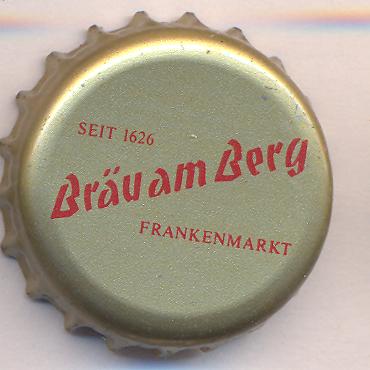 SEIT 1626
Bräu am Berg
FRANKENMARKT